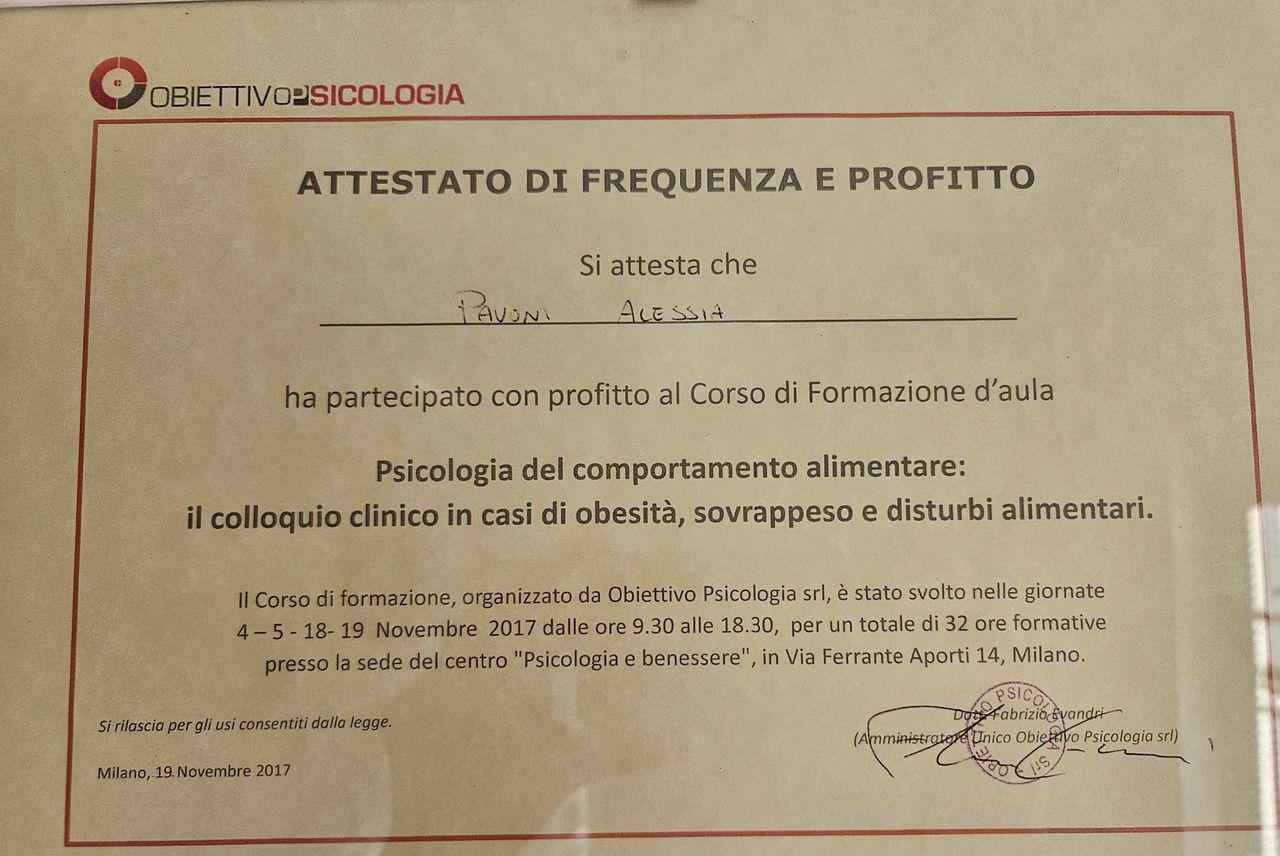 OBIETTIVOPSICOLOGIA
ATTESTATO DI FREQUENZA E PROFITTO
Si attesta che
PAVONI ALESSIA
ha partecipato con profitto al Corso di Formazione d’aula
Psicologia del comportamento alimentare:
il colloquio clinico in casi di obesità, sovrappeso e disturbi alimentari.
Il Corso di formazione, organizzato da Obiettivo Psicologia srl, è stato svolto nelle giornate
4 – 5 - 18- 19 Novembre 2017 dalle ore 9.30 alle 18.30, per un totale di 32 ore formative
presso la sede del centro "Psicologia e benessere", in Via Ferrante Aporti 14, Milano.
Si rilascia per gli usi consentiti dalla legge.
Dott. Fabrizio Evandri
(Amministratore Unico Obiettivo Psicologia srl)
OBIETTIVO PSICOLOGIA Srl
Milano, 19 Novembre 2017